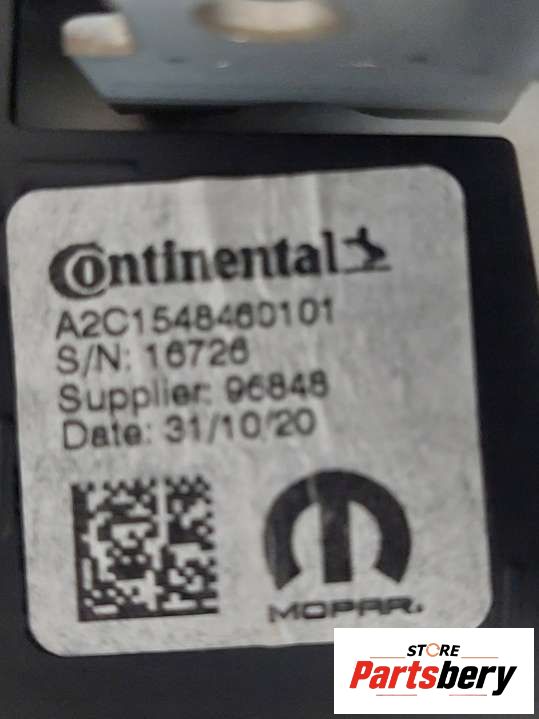 Continental
A2C1548460101
S/N: 16726
Supplier: 96848
Date: 31/10/20
MOPAR.
STORE
Partsbery